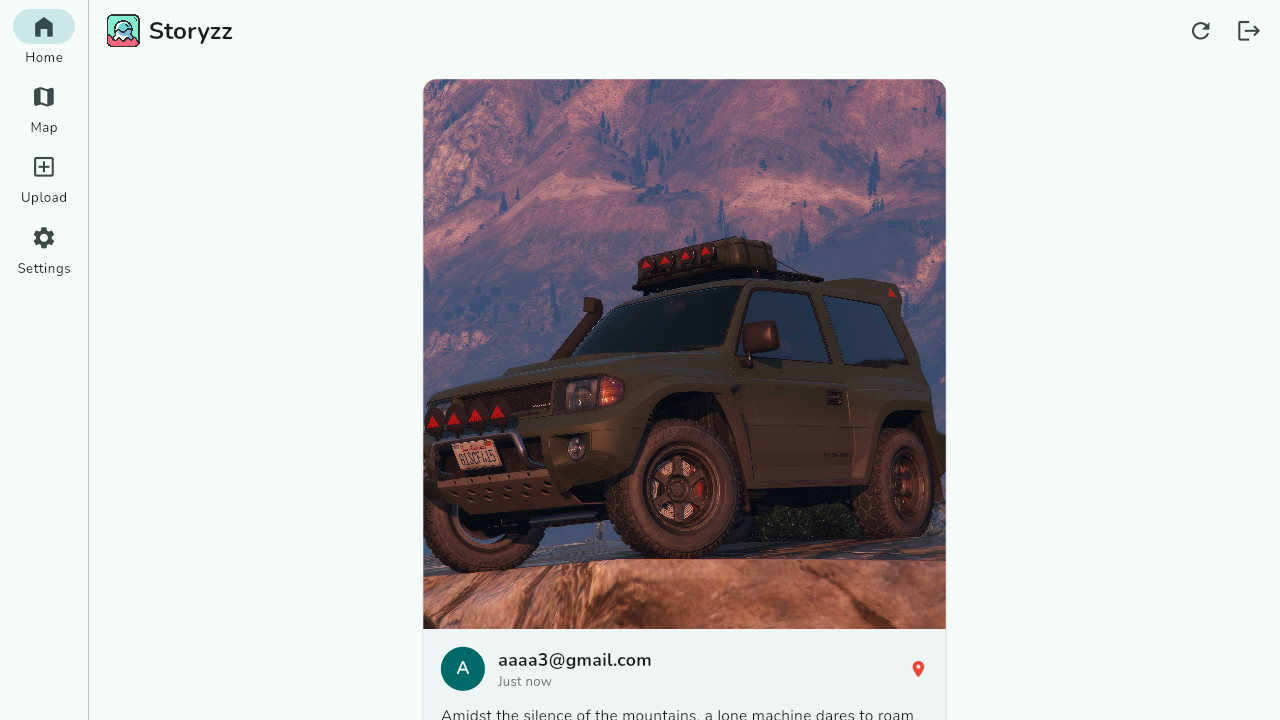 Storyzz
Home
Map
Upload
Settings
aaaa3@gmail.com
Just now
Amidst the silence of the mountains, a lone machine dares to roam
A